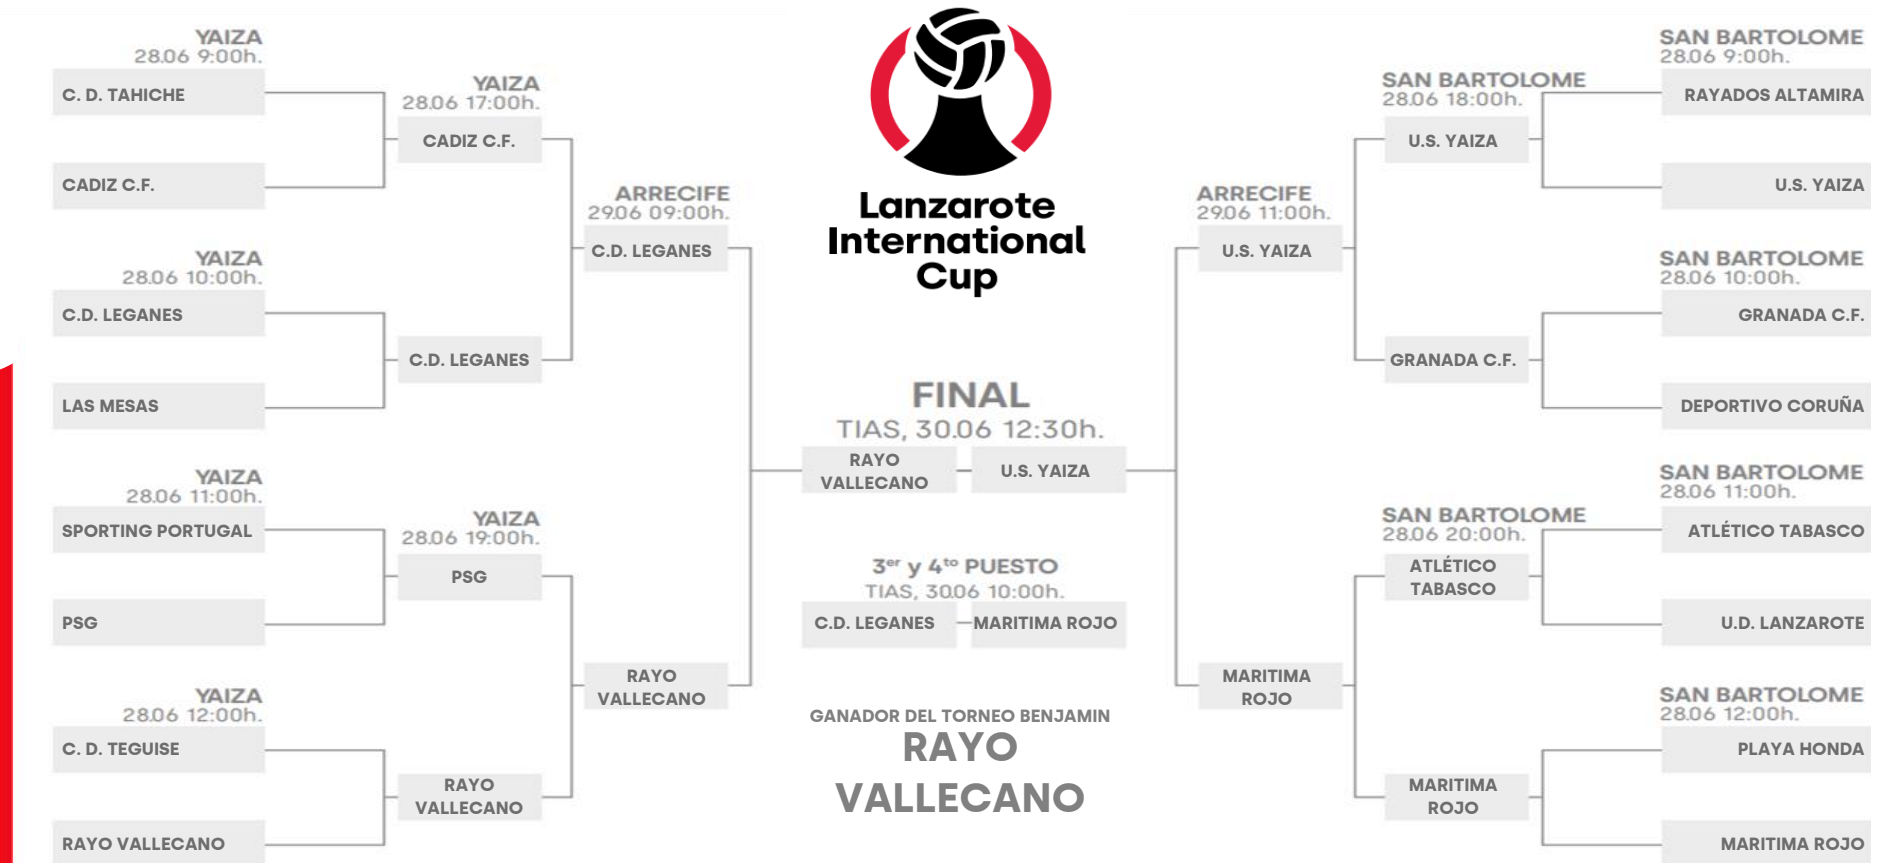 YAIZA
28.06 9:00h.
C. D. TAHICHE
CADIZ C.F.
YAIZA
28.06 10:00h.
C.D. LEGANES
LAS MESAS
YAIZA
28.06 11:00h.
SPORTING PORTUGAL
PSG
YAIZA
28.06 12:00h.
C. D. TEGUISE
RAYO VALLECANO
YAIZA
28.06 17:00h.
CADIZ C.F.
C.D. LEGANES
YAIZA
28.06 19:00h.
PSG
RAYO
VALLECANO
ARRECIFE
29.06 09:00h.
C.D. LEGANES
RAYO
VALLECANO
Lanzarote
International
Cup
FINAL
TIAS, 30.06 12:30h.
RAYO
VALLECANO
U.S. YAIZA
3er y 4to PUESTO
TIAS, 30.06 10:00h.
C.D. LEGANES
MARITIMA ROJO
GANADOR DEL TORNEO BENJAMIN
RAYO
VALLECANO
ARRECIFE
29.06 11:00h.
U.S. YAIZA
MARITIMA
ROJO
SAN BARTOLOME
28.06 18:00h.
U.S. YAIZA
GRANADA C.F.
SAN BARTOLOME
28.06 20:00h.
ATLÉTICO
TABASCO
MARITIMA
ROJO
SAN BARTOLOME
28.06 9:00h.
RAYADOS ALTAMIRA
U.S. YAIZA
SAN BARTOLOME
28.06 10:00h.
GRANADA C.F.
DEPORTIVO CORUÑA
SAN BARTOLOME
28.06 11:00h.
ATLÉTICO TABASCO
U.D. LANZAROTE
SAN BARTOLOME
28.06 12:00h.
PLAYA HONDA
MARITIMA ROJO